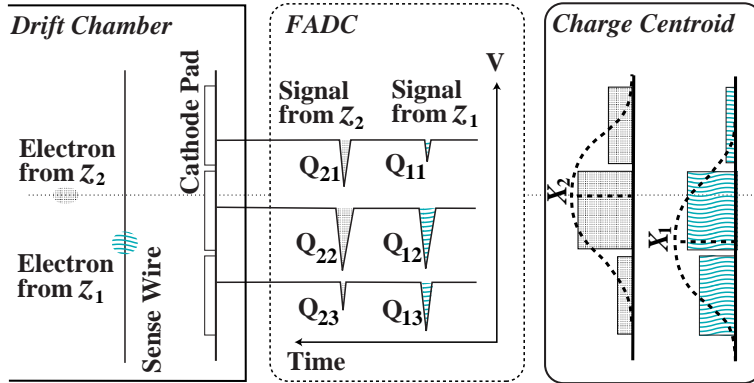 Drift Chamber
FADC
Charge Centroid
V
Cathode Pad
Signal
from z2
Signal
from z1
Electron
from z2
Q21
Q11
X2
X1
Q22
Q12
Electron
from z1
Sense Wire
Q23
Q13
Time